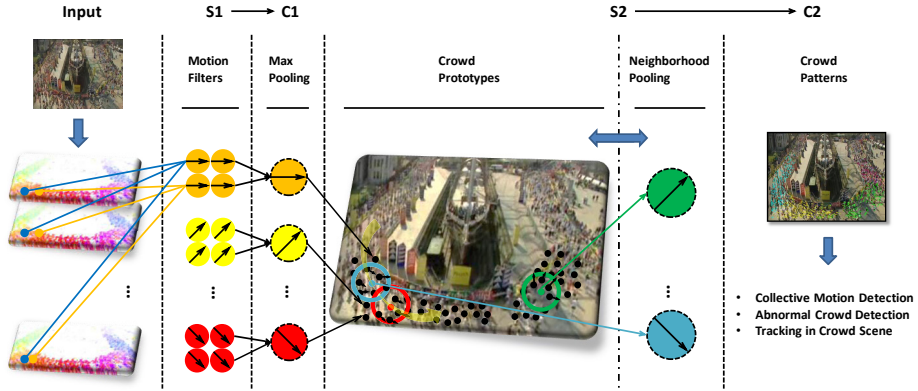 Input
S1
C1
S2
C2
Motion
Filters
Max
Pooling
Crowd
Prototypes
Neighborhood
Pooling
Crowd
Patterns
...
...
...
...
• Collective Motion Detection
• Abnormal Crowd Detection
• Tracking in Crowd Scene